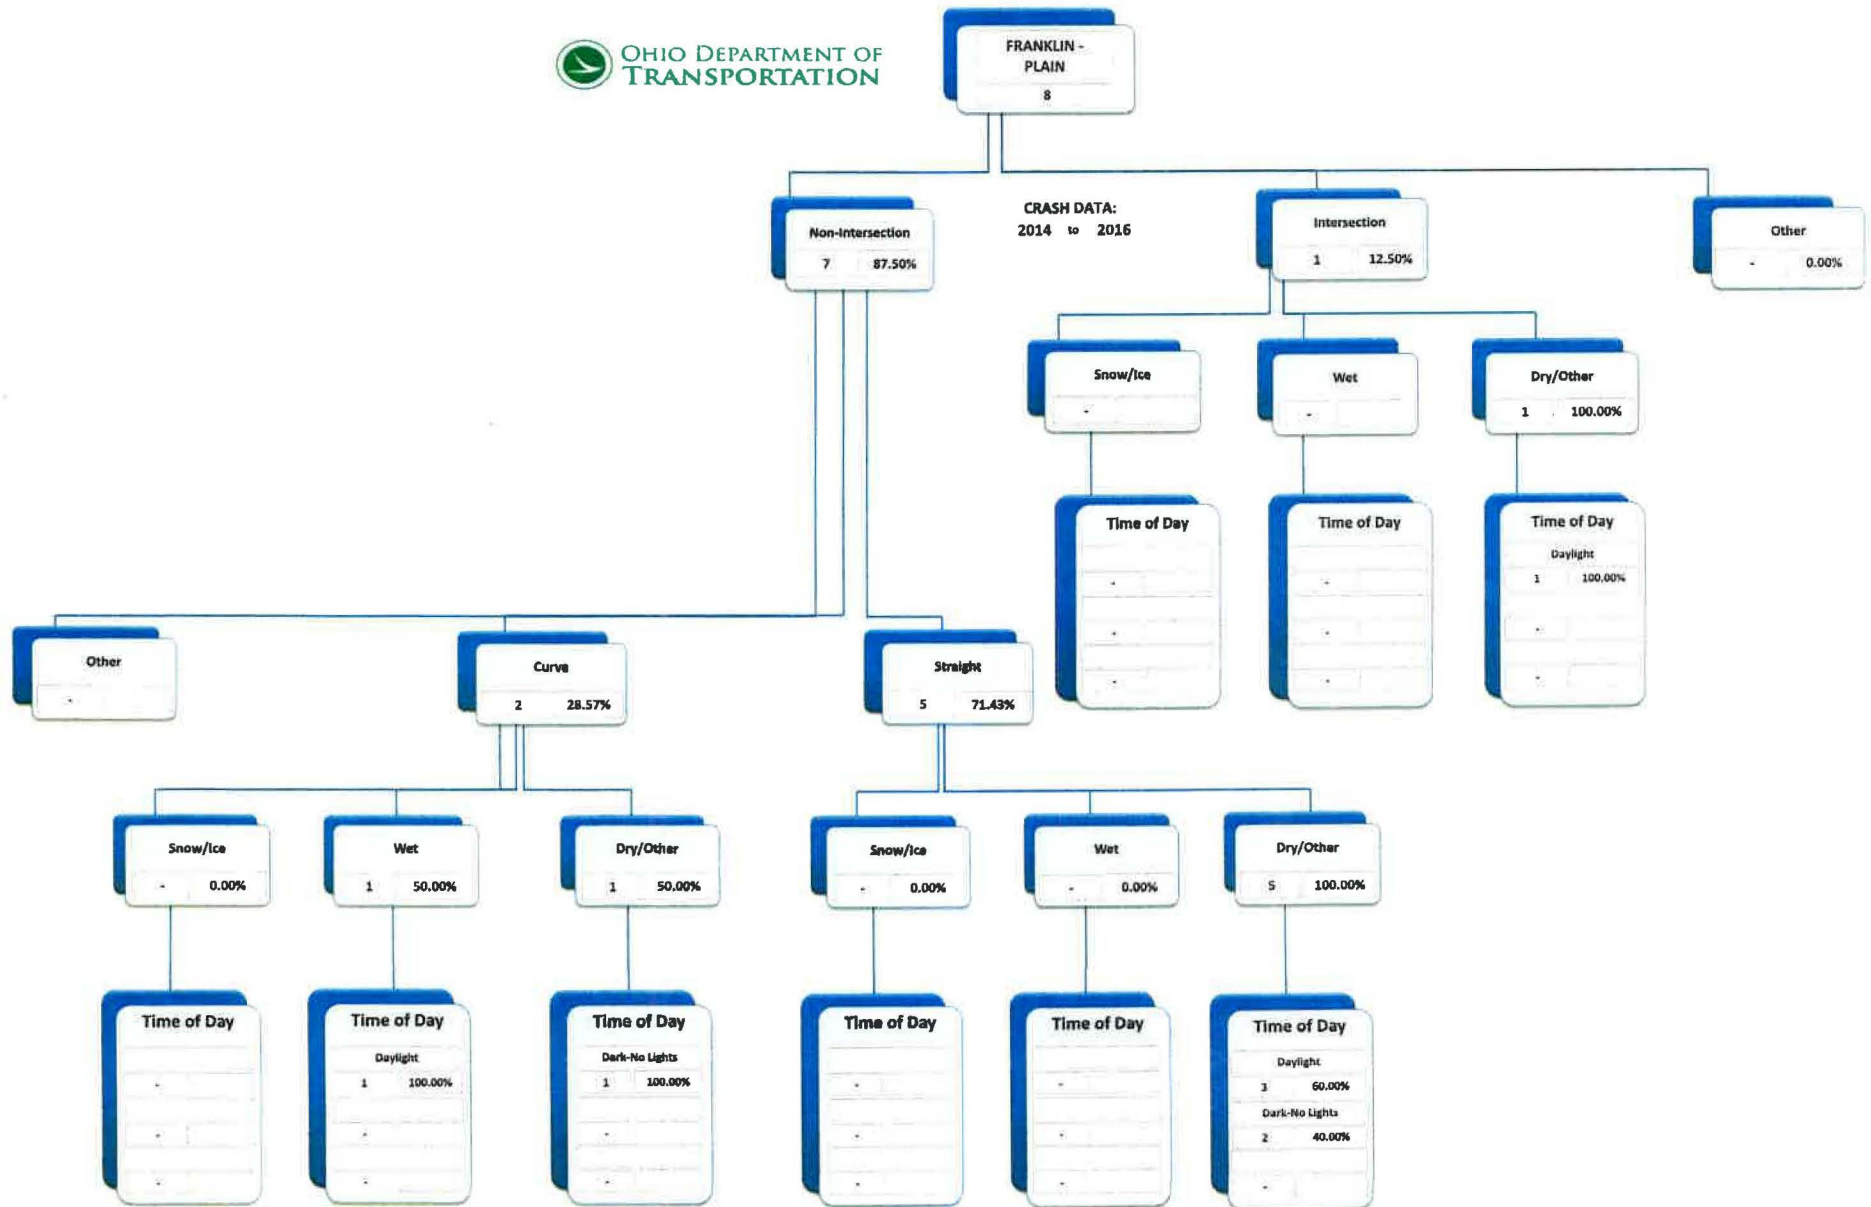 OHIO DEPARTMENT OF
TRANSPORTATION
FRANKLIN -
PLAIN
8
CRASH DATA:
2014 to 2016
Non-Intersection
7 87.50%
Intersection
1 12.50%
Other
- 0.00%
Snow/Ice
-
Wet
-
Dry/Other
1 100.00%
Time of Day
-
-
-
Time of Day
-
-
-
Time of Day
Daylight
1 100.00%
-
-
Other
-
Curve
2 28.57%
Straight
5 71.43%
Snow/Ice
- 0.00%
Wet
1 50.00%
Dry/Other
1 50.00%
Snow/Ice
- 0.00%
Wet
- 0.00%
Dry/Other
5 100.00%
Time of Day
-
-
-
Time of Day
Daylight
1 100.00%
-
-
Time of Day
Dark-No Lights
1 100.00%
-
-
Time of Day
-
-
-
Time of Day
-
-
-
Time of Day
Daylight
3 60.00%
Dark-No Lights
2 40.00%
-